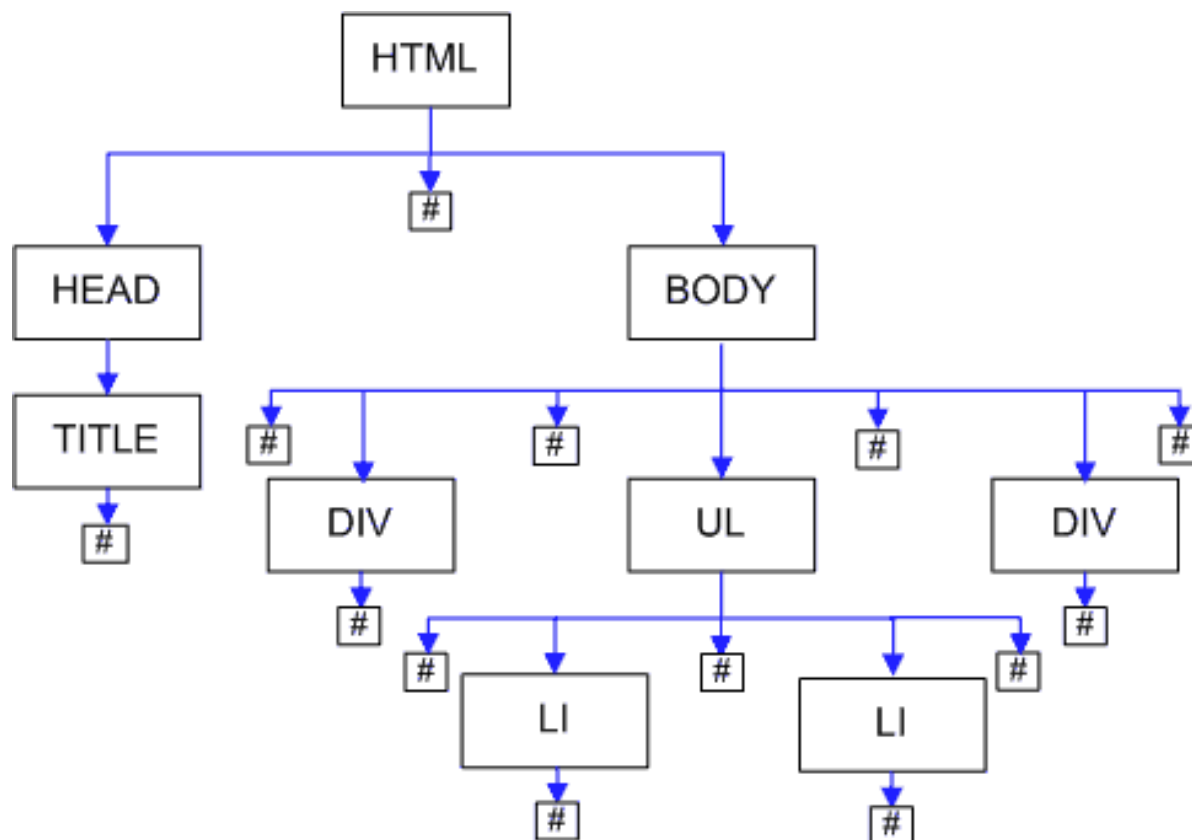 HTML
#
HEAD
BODY
TITLE
# # # #
#
DIV
UL
DIV
# #
# # #
LI
LI
# #